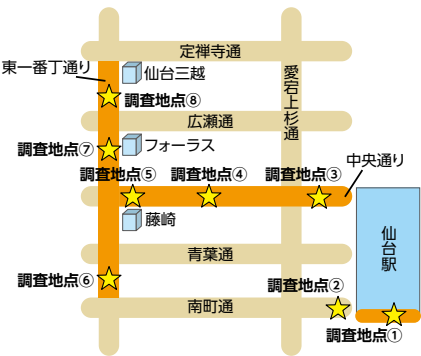 定禅寺通
東一番丁通り
仙台三越
愛宕上杉通
調査地点⑧
広瀬通
調査地点⑦
フォーラス
中央通り
調査地点⑤
調査地点④
調査地点③
藤崎
仙台駅
青葉通
調査地点⑥
調査地点②
南町通
調査地点①